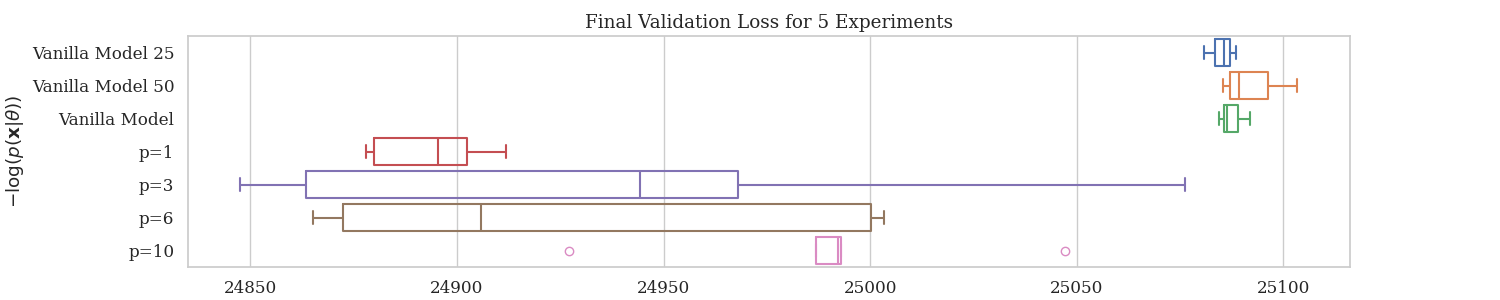 Final Validation Loss for 5 Experiments
−log(p(x|θ))
Vanilla Model 25
Vanilla Model 50
Vanilla Model
p=1
p=3
p=6
p=10
24850 24900 24950 25000 25050 25100